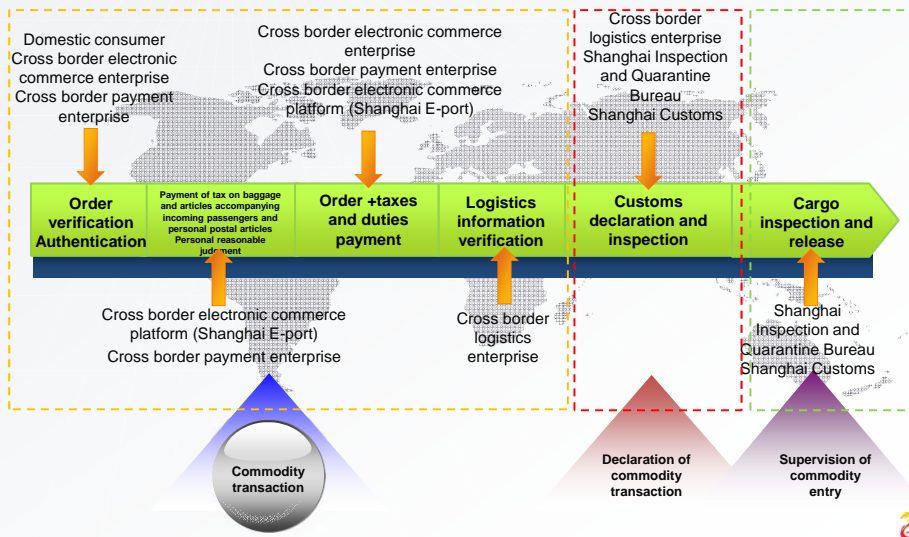 Domestic consumer
Cross border electronic
commerce enterprise
Cross border payment
enterprise
Cross border electronic commerce
enterprise
Cross border payment enterprise
Cross border electronic commerce
platform (Shanghai E-port)
Cross border
logistics enterprise
Shanghai Inspection
and Quarantine
Bureau
Shanghai Customs
Order
verification
Authentication
Payment of tax on baggage
and articles accompanying
incoming passengers and
personal postal articles
Personal reasonable
judgment
Order +taxes
and duties
payment
Logistics
information
verification
Customs
declaration and
inspection
Cargo
inspection and
release
Cross border electronic commerce
platform (Shanghai E-port)
Cross border payment enterprise
Cross border
logistics
enterprise
Shanghai
Inspection and
Quarantine Bureau
Shanghai Customs
Commodity
transaction
Declaration of
commodity
transaction
Supervision of
commodity
entry